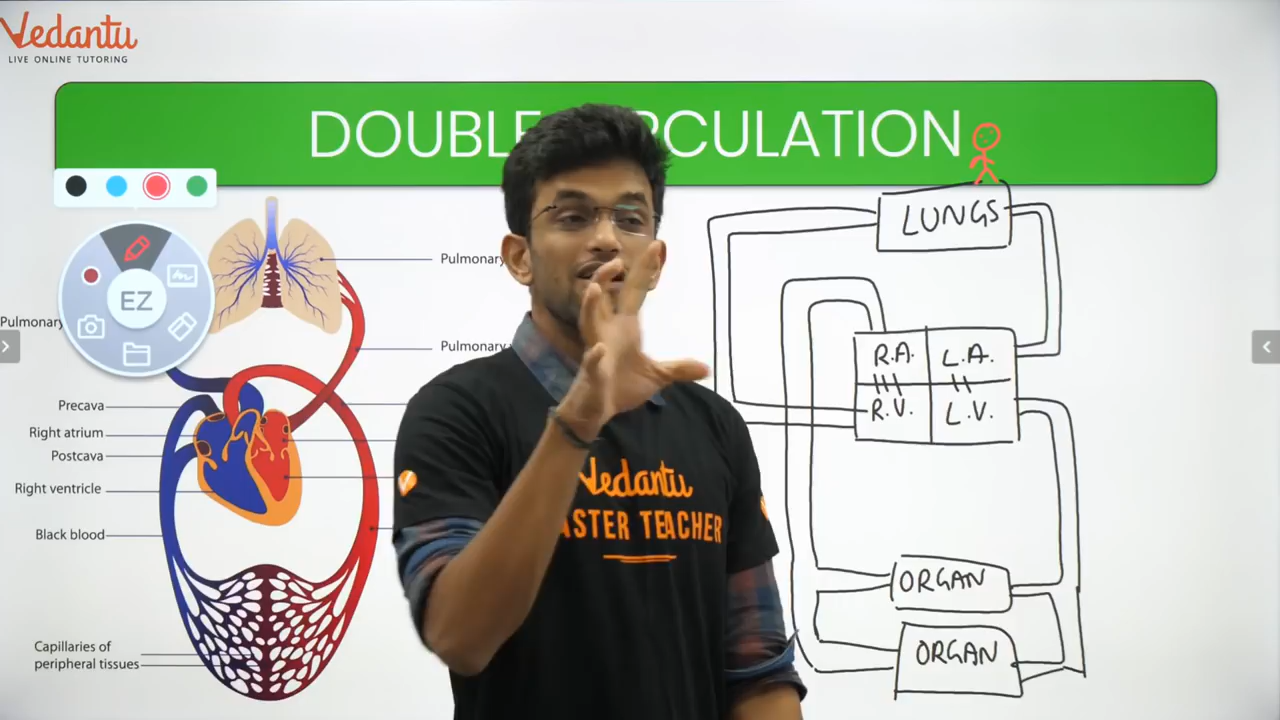 Vedantu
LIVE ONLINE TUTORING
DOUBLE CULATION
EZ
Pulmonary
Pulmonary
Pulmonary
Precava
Right atrium
Postcava
Right ventricle
Black blood
Capillaries of
peripheral tissues
Vedantu
ASTER TEACHER
LUNGS
R.A. L.A.
R.V. L.V.
ORGAN
ORGAN